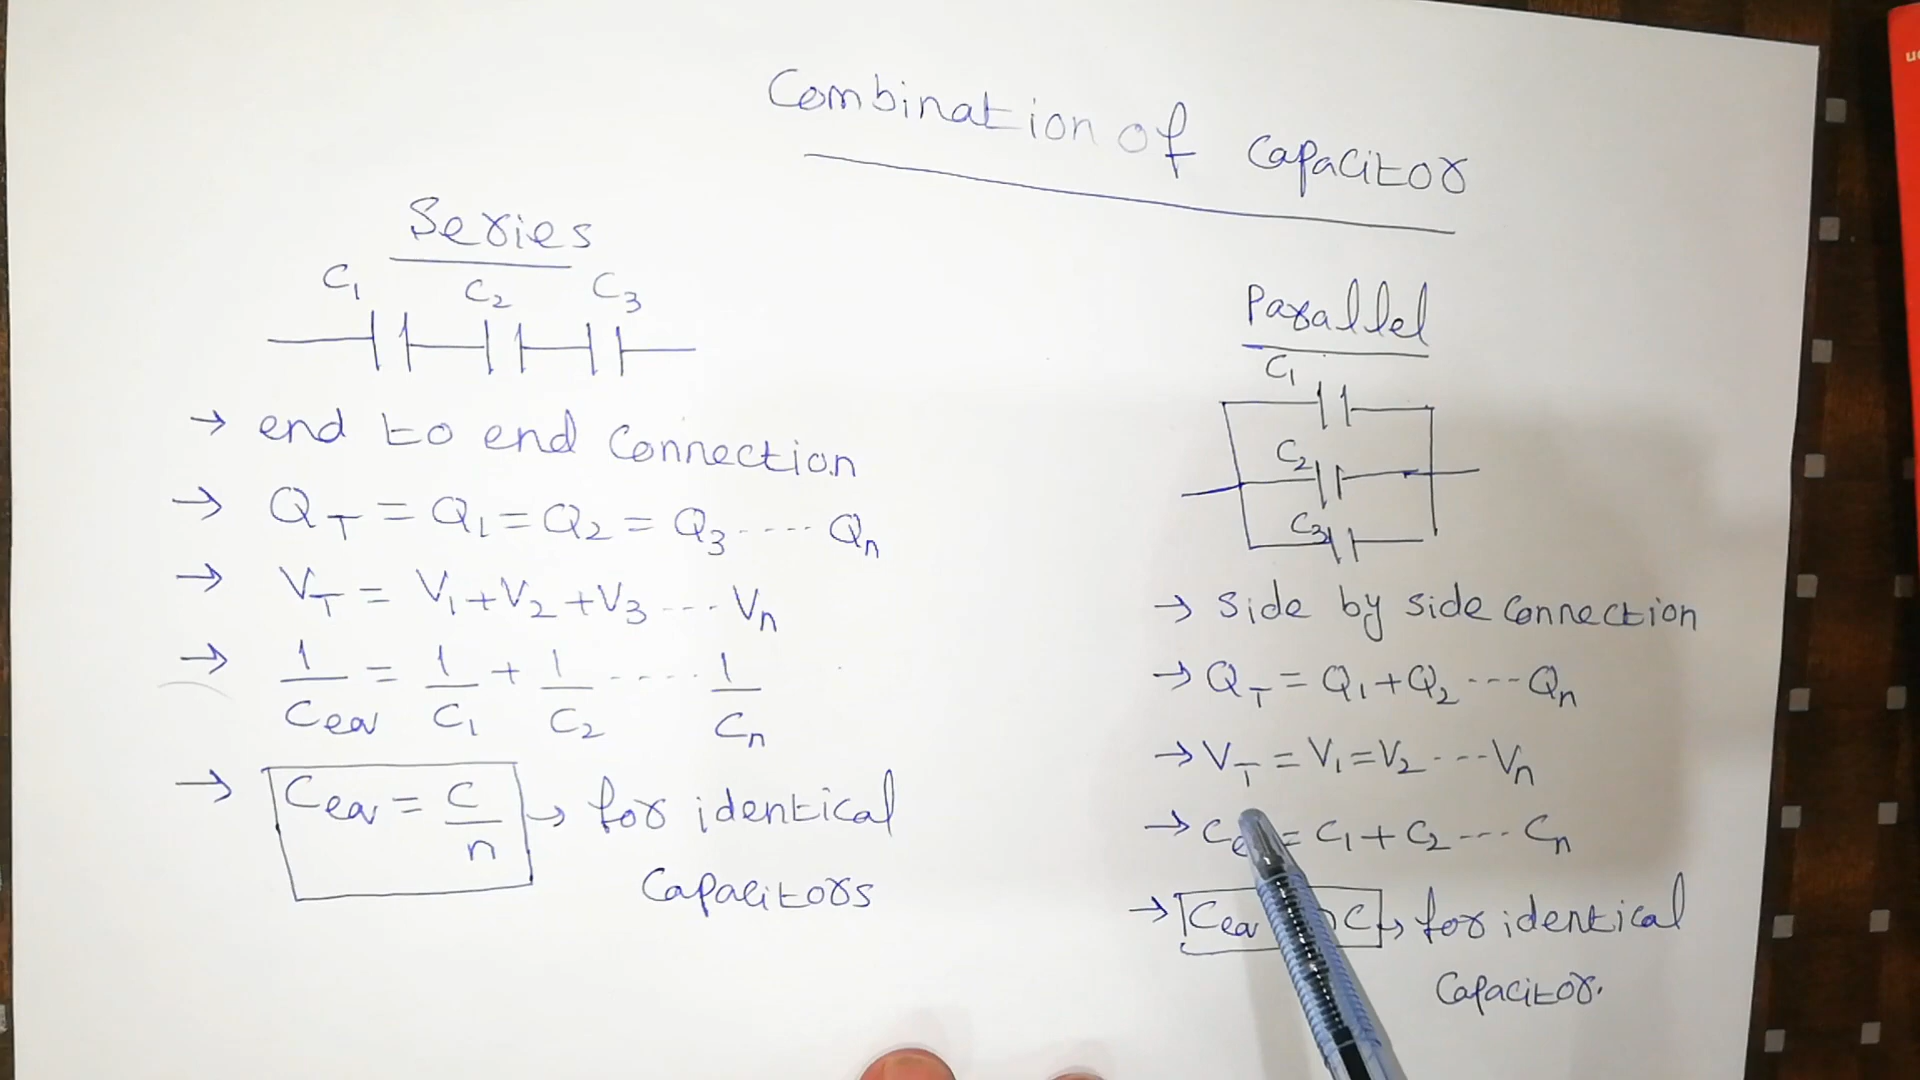 Combination of capacitor
Series
C1 C2 C3
→ end to end connection
→ QT = Q1 = Q2 = Q3 ---- Qn
→ VT = V1 + V2 + V3 --- Vn
→ 1/Ceq = 1/C1 + 1/C2 ---- 1/Cn
→ Ceq = C/n → for identical
capacitors
Parallel
C1
C2
C3
→ side by side connection
→ QT = Q1 + Q2 --- Qn
→ VT = V1 = V2 --- Vn
→ = C1 + C2 --- Cn
→ Ceq C → for identical
capacitor.